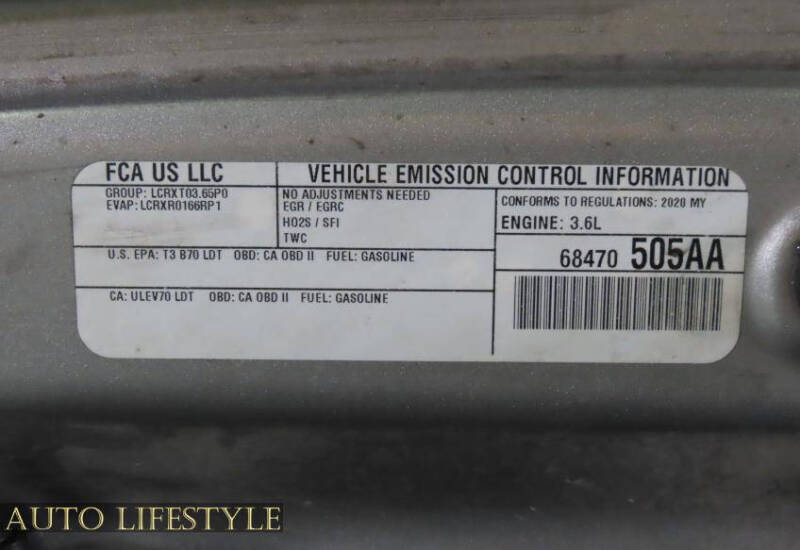 FCA US LLC
VEHICLE EMISSION CONTROL INFORMATION
GROUP: LCRXT03.65P0
EVAP: LCRXR0166RP1
NO ADJUSTMENTS NEEDED
EGR / EGRC
HO2S / SFI
TWC
CONFORMS TO REGULATIONS: 2020 MY
ENGINE: 3.6L
U.S. EPA: T3 B70 LDT OBD: CA OBD II FUEL: GASOLINE
CA: ULEV70 LDT OBD: CA OBD II FUEL: GASOLINE
68470 505AA
AUTO LIFESTYLE